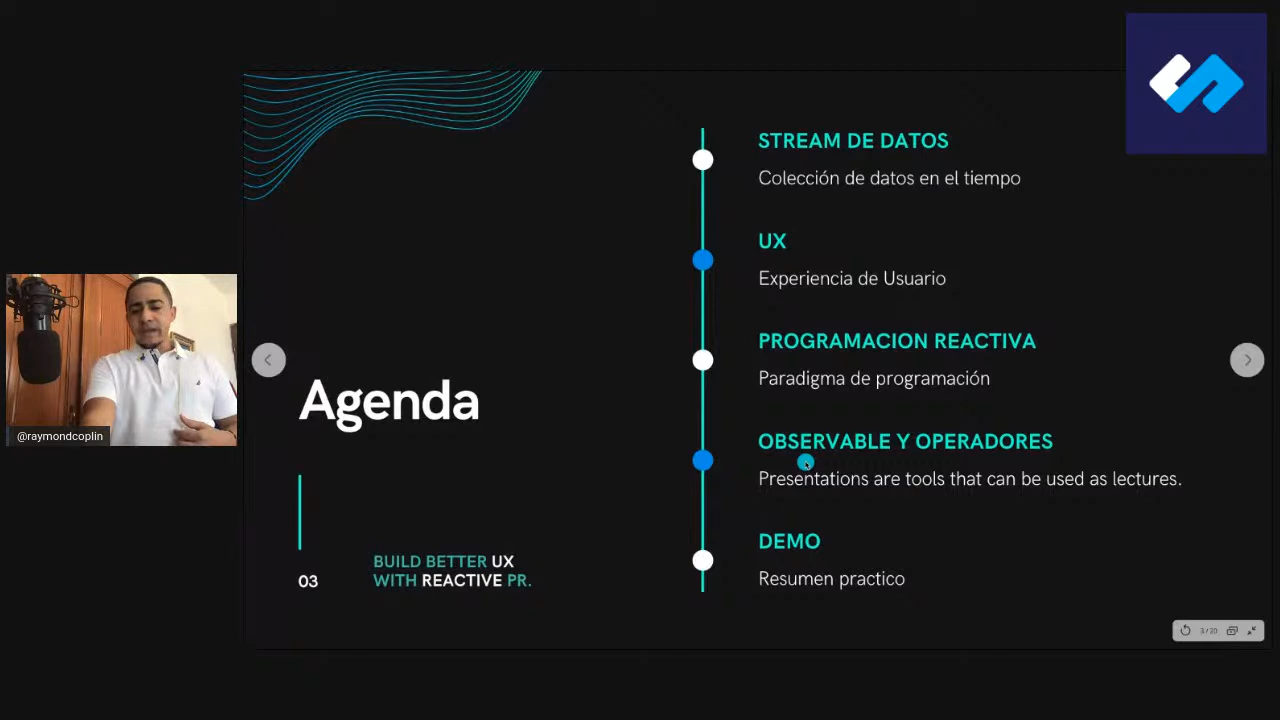 STREAM DE DATOS
Colección de datos en el tiempo
UX
Experiencia de Usuario
PROGRAMACION REACTIVA
Paradigma de programación
Agenda
OBSERVABLE Y OPERADORES
Presentations are tools that can be used as lectures.
DEMO
Resumen practico
03
BUILD BETTER UX
WITH REACTIVE PR.
@raymondcoplin
3 / 20